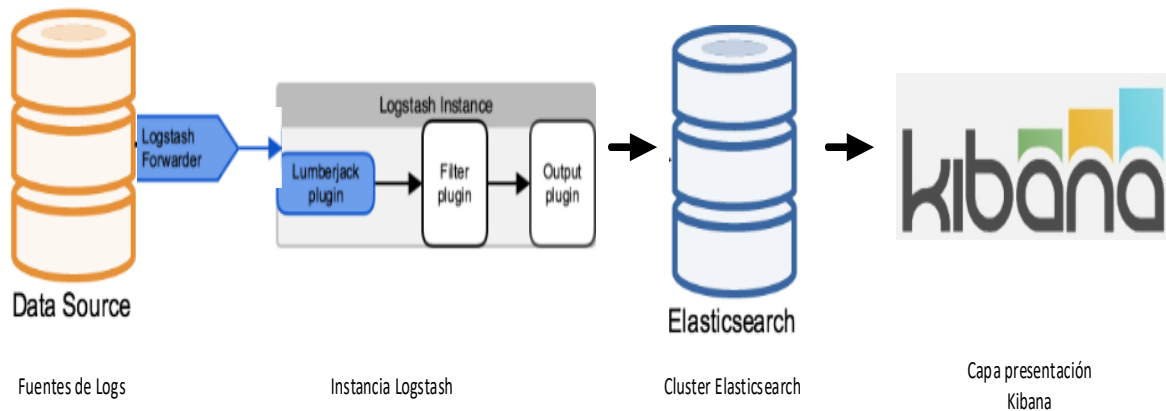 Logstash
Forwarder
Data Source
Logstash Instance
Lumberjack
plugin
Filter
plugin
Output
plugin
Elasticsearch
kibana
Fuentes de Logs
Instancia Logstash
Cluster Elasticsearch
Capa presentación
Kibana